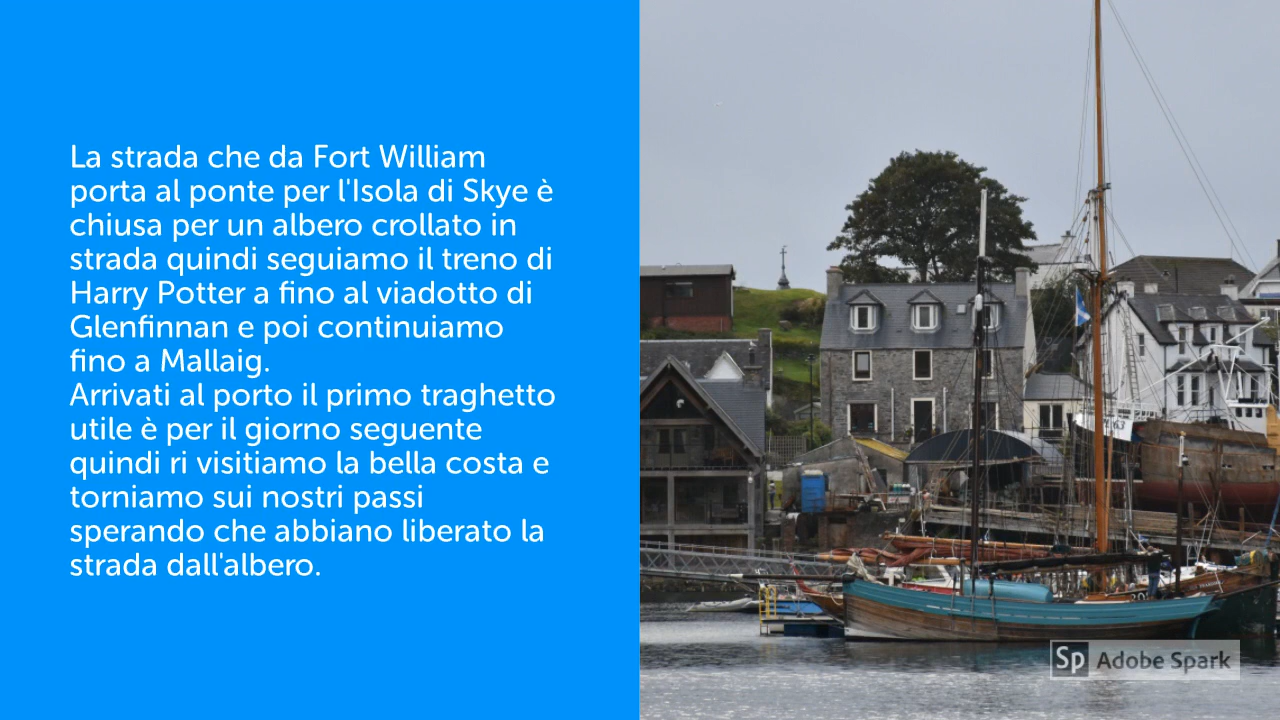 La strada che da Fort William
porta al ponte per l'Isola di Skye è
chiusa per un albero crollato in
strada quindi seguiamo il treno di
Harry Potter a fino al viadotto di
Glenfinnan e poi continuiamo
fino a Mallaig.
Arrivati al porto il primo traghetto
utile è per il giorno seguente
quindi ri visitiamo la bella costa e
torniamo sui nostri passi
sperando che abbiano liberato la
strada dall'albero.
Sp Adobe Spark